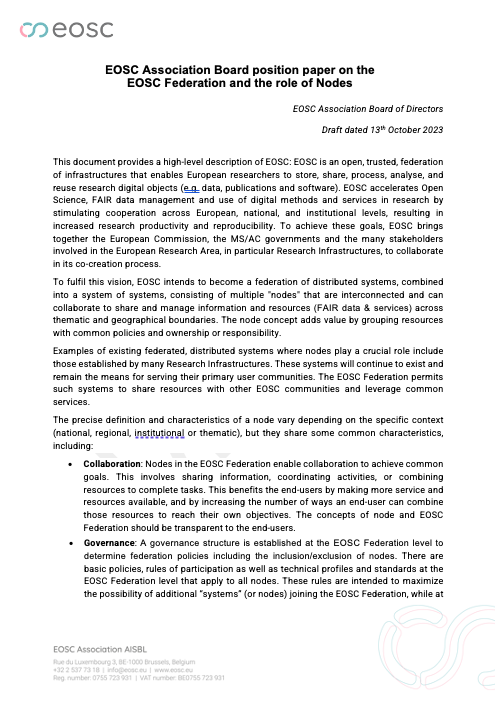 eosc
EOSC Association Board position paper on the
EOSC Federation and the role of Nodes
EOSC Association Board of Directors
Draft dated 13th October 2023
This document provides a high-level description of EOSC: EOSC is an open, trusted, federation
of infrastructures that enables European researchers to store, share, process, analyse, and
reuse research digital objects (e.g. data, publications and software). EOSC accelerates Open
Science, FAIR data management and use of digital methods and services in research by
stimulating cooperation across European, national, and institutional levels, resulting in
increased research productivity and reproducibility. To achieve these goals, EOSC brings
together the European Commission, the MS/AC governments and the many stakeholders
involved in the European Research Area, in particular Research Infrastructures, to collaborate
in its co-creation process.
To fulfil this vision, EOSC intends to become a federation of distributed systems, combined
into a system of systems, consisting of multiple "nodes" that are interconnected and can
collaborate to share and manage information and resources (FAIR data & services) across
thematic and geographical boundaries. The node concept adds value by grouping resources
with common policies and ownership or responsibility.
Examples of existing federated, distributed systems where nodes play a crucial role include
those established by many Research Infrastructures. These systems will continue to exist and
remain the means for serving their primary user communities. The EOSC Federation permits
such systems to share resources with other EOSC communities and leverage common
services.
The precise definition and characteristics of a node vary depending on the specific context
(national, regional, institutional or thematic), but they share some common characteristics,
including:
• Collaboration: Nodes in the EOSC Federation enable collaboration to achieve common
goals. This involves sharing information, coordinating activities, or combining
resources to complete tasks. This benefits the end-users by making more service and
resources available, and by increasing the number of ways an end-user can combine
those resources to reach their own objectives. The concepts of node and EOSC
Federation should be transparent to the end-users.
• Governance: A governance structure is established at the EOSC Federation level to
determine federation policies including the inclusion/exclusion of nodes. There are
basic policies, rules of participation as well as technical profiles and standards at the
EOSC Federation level that apply to all nodes. These rules are intended to maximize
the possibility of additional “systems” (or nodes) joining the EOSC Federation, while at
EOSC Association AISBL
Rue du Luxembourg 3, BE-1000 Brussels, Belgium
+32 2 537 73 18 | info@eosc.eu | www.eosc.eu
Reg. number: 0755 723 931 | VAT number: BE0755 723 931